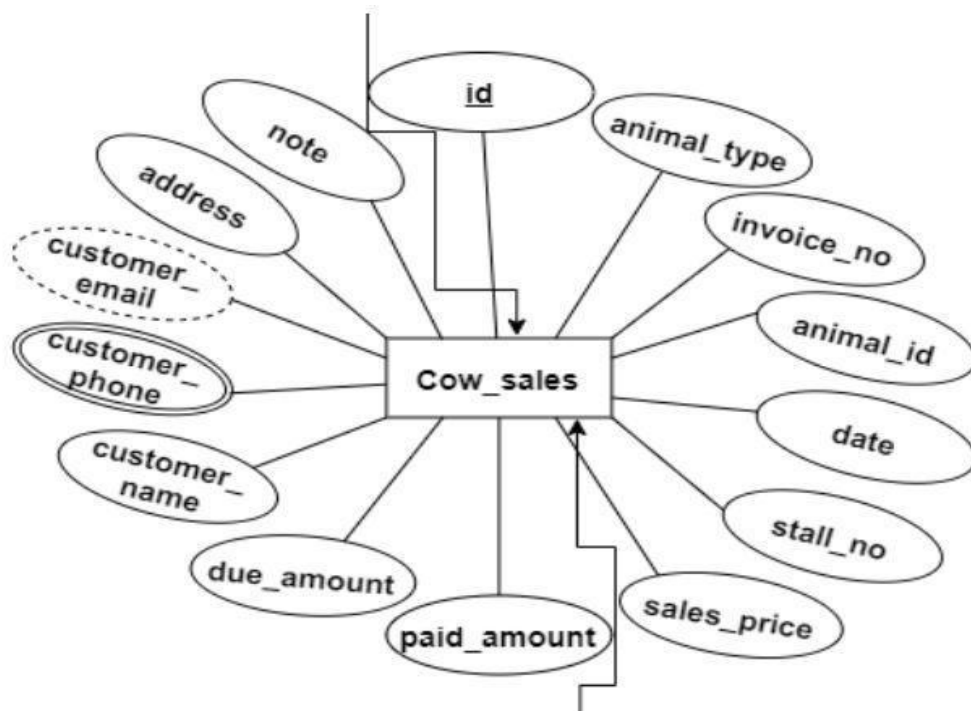 id
animal_type
note
address
invoice_no
customer_
email
animal_id
customer_
phone
Cow_sales
date
customer_
name
stall_no
due_amount
sales_price
paid_amount